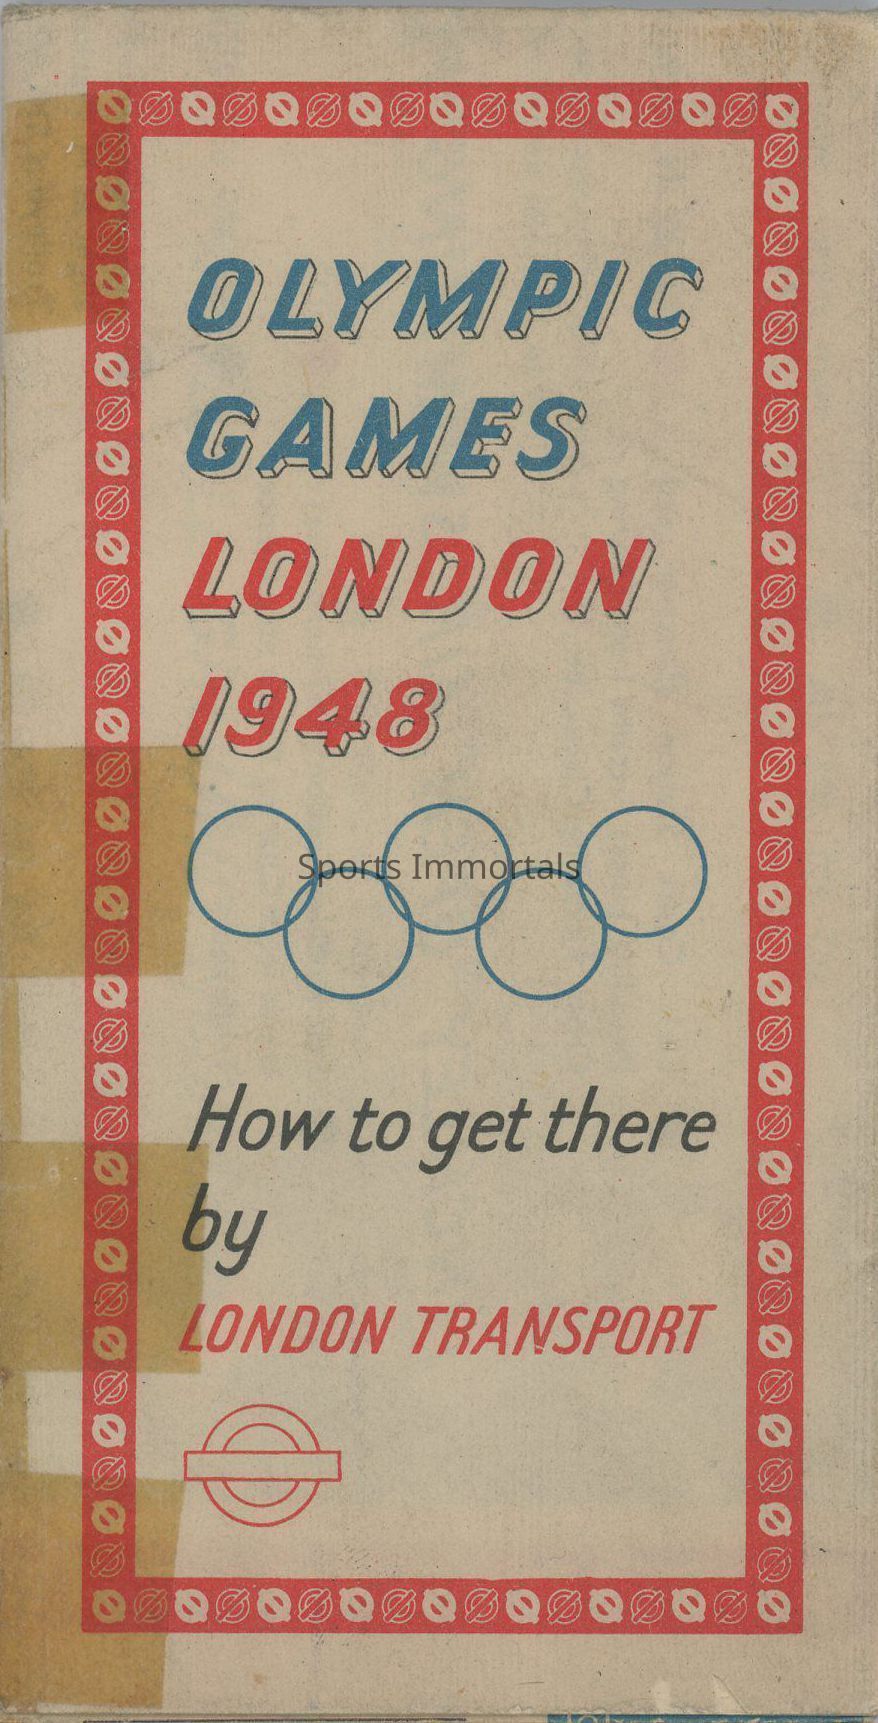 OLYMPIC
GAMES
LONDON
1948
Sports Immortals
How to get there
by
LONDON TRANSPORT